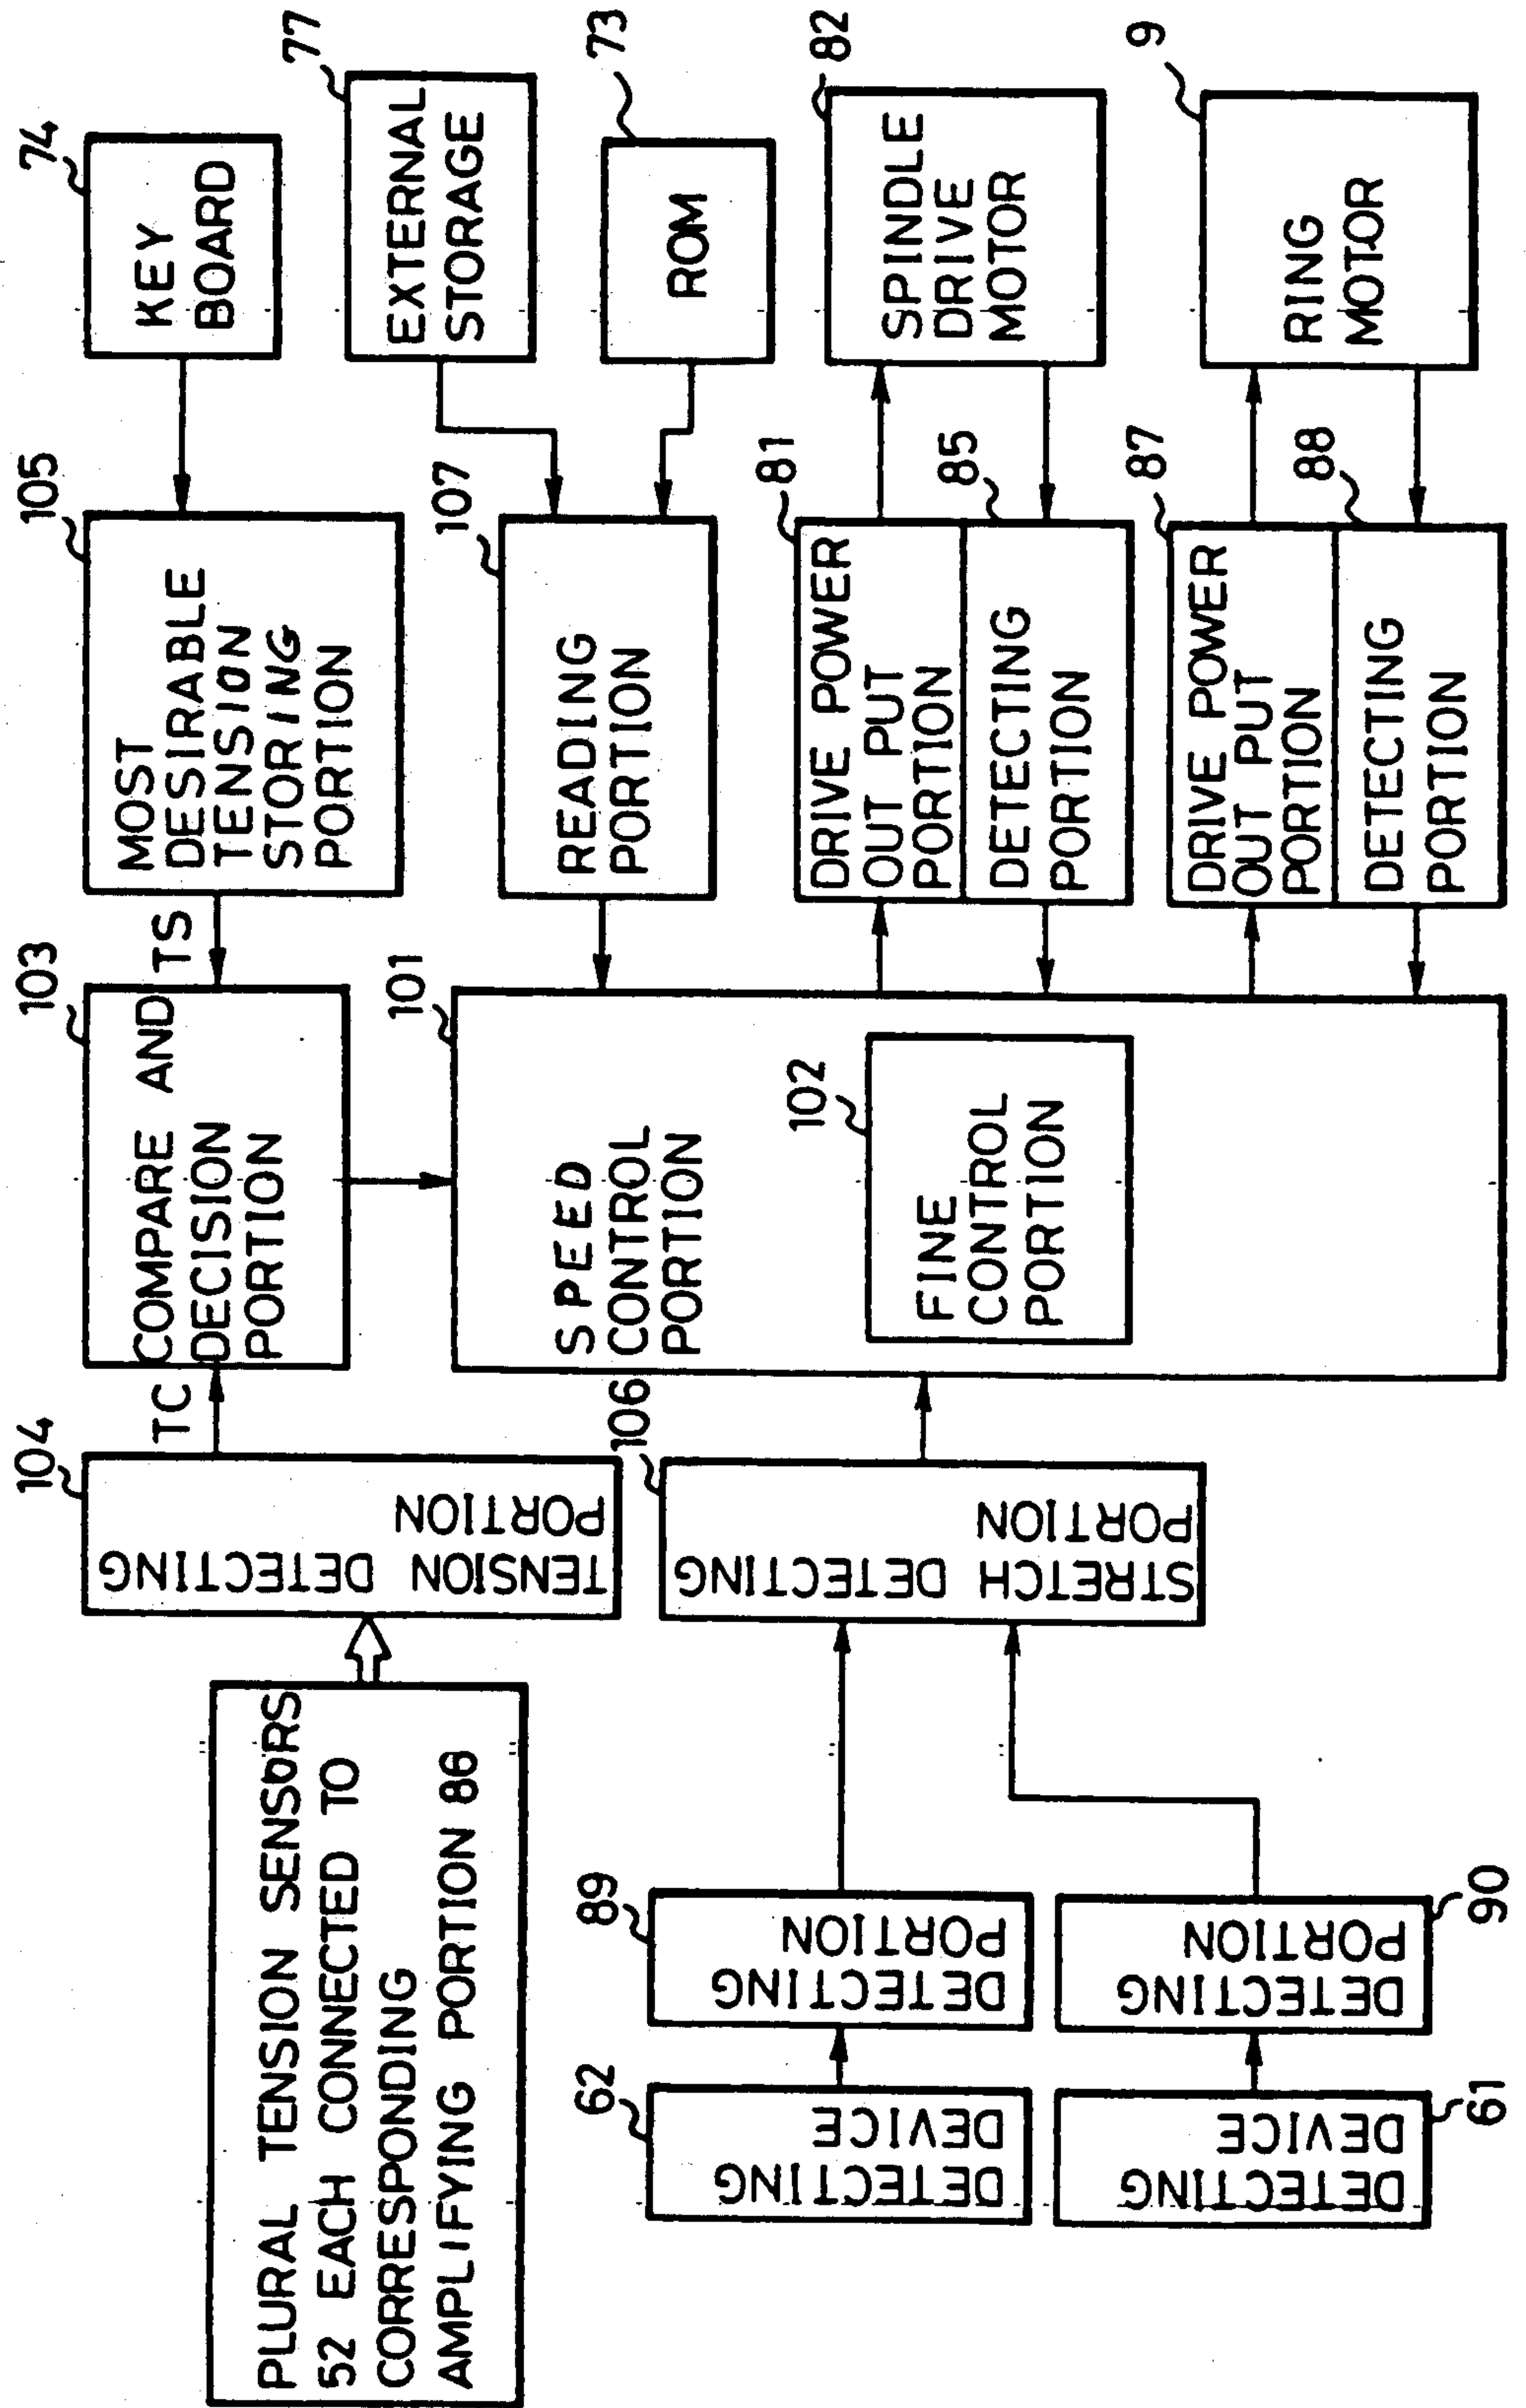 PLURAL TENSION SENSORS
52 EACH CONNECTED TO
CORRESPONDING
AMPLIFYING PORTION 86
104
TENSION DETECTING
PORTION
TC
103
COMPARE AND
DECISION
PORTION
TS
105
MOST
DESIRABLE
TENSION
STORING
PORTION
74
KEY
BOARD
77
EXTERNAL
STORAGE
73
ROM
107
READING
PORTION
101
SPEED
CONTROL
PORTION
102
FINE
CONTROL
PORTION
106
STRETCH DETECTING
PORTION
81
DRIVE POWER
OUT PUT
PORTION
85
DETECTING
PORTION
82
SPINDLE
DRIVE
MOTOR
87
DRIVE POWER
OUT PUT
PORTION
88
DETECTING
PORTION
9
RING
MOTOR
62
DETECTING
DEVICE
89
DETECTING
PORTION
61
DETECTING
DEVICE
90
DETECTING
PORTION